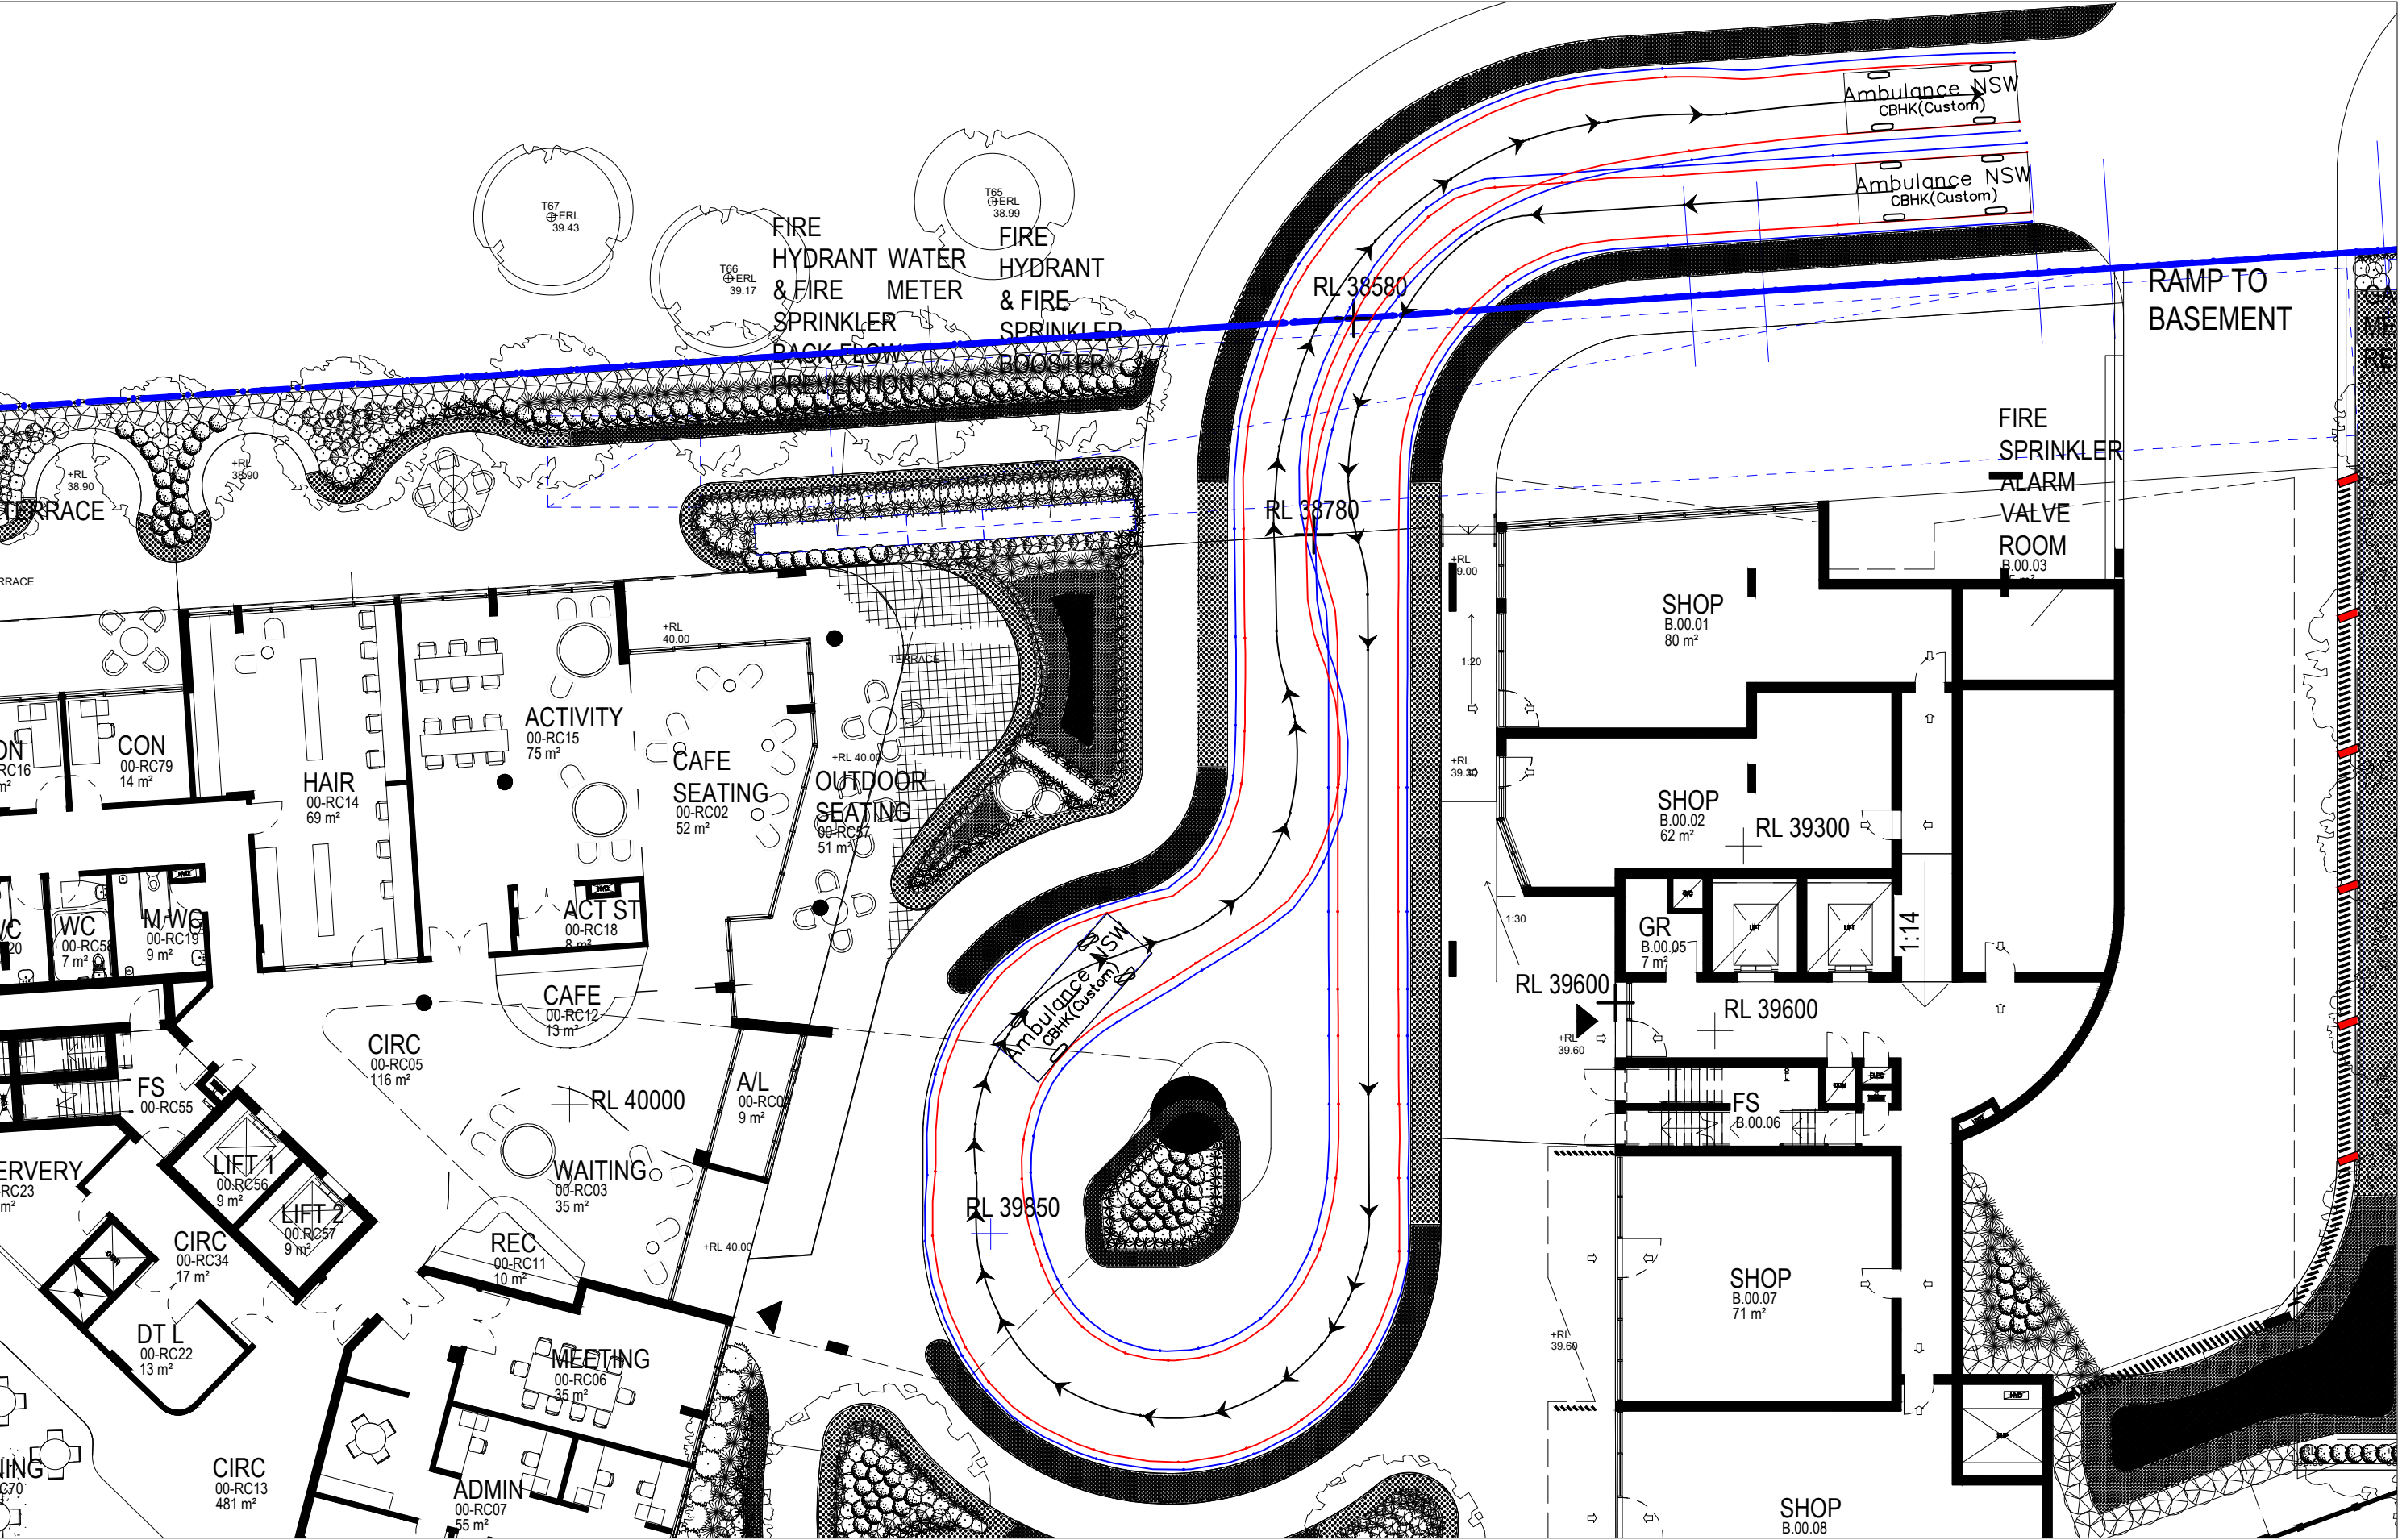 Ambulance NSW
CBHK(Custom)
Ambulance NSW
CBHK(Custom)
T67
ERL
39.43
T66
ERL
39.17
T65
ERL
38.99
FIRE
HYDRANT
& FIRE
SPRINKLER
BACK FLOW
PREVENTION
WATER
METER
FIRE
HYDRANT
& FIRE
SPRINKLER
BOOSTER
RL 38580
RAMP TO
BASEMENT
+RL
38.90
+RL
38.90
TERRACE
RL 38780
FIRE
SPRINKLER
ALARM
VALVE
ROOM
B.00.03
+RL
40.00
TERRACE
+RL
1:20
SHOP
B.00.01
80 m²
CON
00-RC79
14 m²
HAIR
00-RC14
69 m²
ACTIVITY
00-RC15
75 m²
CAFE
SEATING
00-RC02
52 m²
+RL 40.00
OUTDOOR
SEATING
00-RC57
51 m²
+RL
39.30
SHOP
B.00.02
62 m²
RL 39300
WC
00-RC58
7 m²
M WC
00-RC19
9 m²
ACT ST
00-RC18
8 m²
1:30
GR
B.00.05
7 m²
LIFT
LIFT
1:14
CAFE
00-RC12
13 m²
Ambulance NSW
CBHK(Custom)
RL 39600
RL 39600
+RL
39.60
CIRC
00-RC05
116 m²
FS
00-RC55
RL 40000
A/L
9 m²
FS
B.00.06
LIFT 1
00.RC56
9 m²
LIFT 2
00.RC57
9 m²
WAITING
00-RC03
35 m²
RL 39850
CIRC
00-RC34
17 m²
REC
00-RC11
10 m²
+RL 40.00
SHOP
B.00.07
71 m²
DT L
00-RC22
13 m²
MEETING
00-RC06
35 m²
+RL
39.60
CIRC
00-RC13
481 m²
ADMIN
00-RC07
55 m²
SHOP
B.00.08